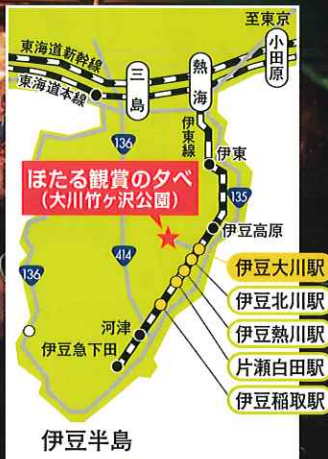 至東京
小田原
東海道新幹線
東海道本線
三島
熱海
伊東線
136
伊東
ほたる観賞の夕べ
(大川竹ヶ沢公園)
135
伊豆高原
136
414
伊豆大川駅
伊豆北川駅
伊豆熱川駅
片瀬白田駅
伊豆稲取駅
河津
伊豆急下田
伊豆半島